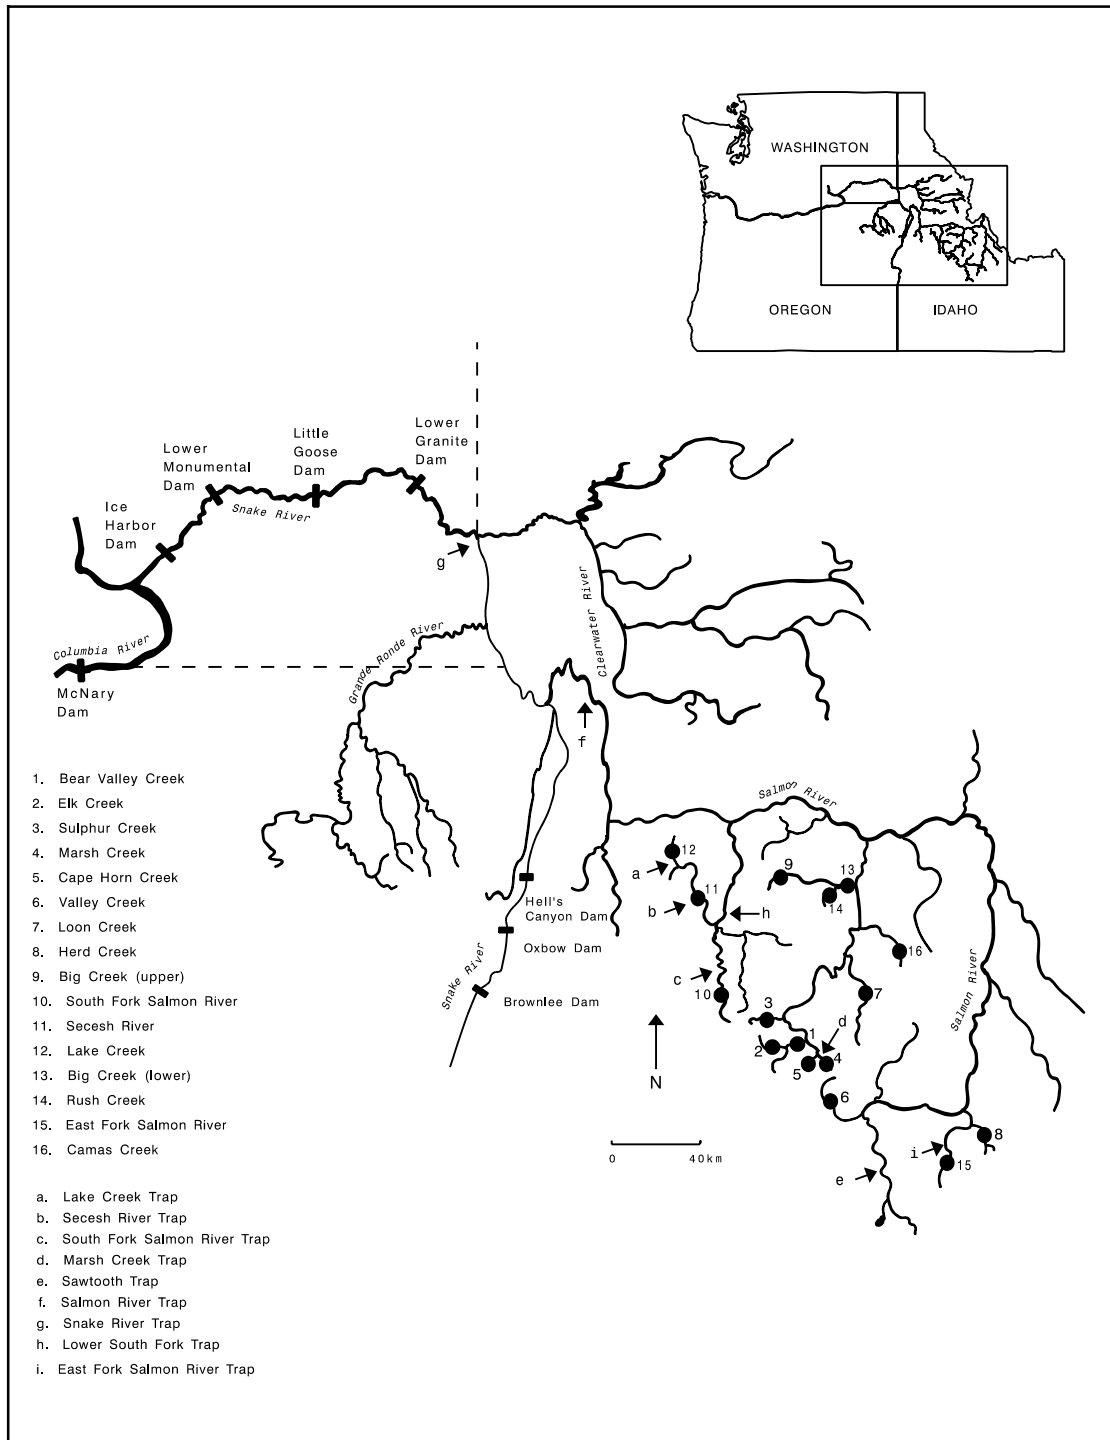 WASHINGTON
OREGON
IDAHO
Lower
Granite
Dam
Little
Goose
Dam
Lower
Monumental
Dam
Ice
Harbor
Dam
Snake River
g
Columbia River
McNary
Dam
Grande Ronde River
Clearwater River
f
Salmon River
12
a
11
b
h
c
10
9
13
14
16
7
3
1
d
2
5
4
6
Salmon River
8
i
15
e
Hell's
Canyon Dam
Oxbow Dam
Brownlee Dam
Snake River
N
0 40km
1. Bear Valley Creek
2. Elk Creek
3. Sulphur Creek
4. Marsh Creek
5. Cape Horn Creek
6. Valley Creek
7. Loon Creek
8. Herd Creek
9. Big Creek (upper)
10. South Fork Salmon River
11. Secesh River
12. Lake Creek
13. Big Creek (lower)
14. Rush Creek
15. East Fork Salmon River
16. Camas Creek
a. Lake Creek Trap
b. Secesh River Trap
c. South Fork Salmon River Trap
d. Marsh Creek Trap
e. Sawtooth Trap
f. Salmon River Trap
g. Snake River Trap
h. Lower South Fork Trap
i. East Fork Salmon River Trap